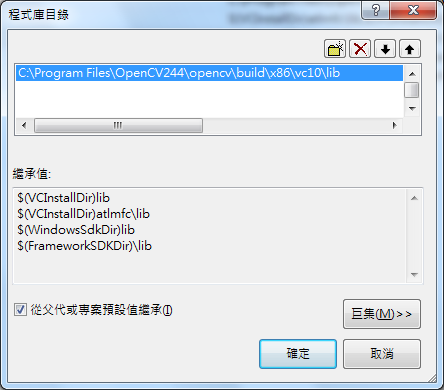 程式庫目錄
C:\Program Files\OpenCV244\opencv\build\x86\vc10\lib
繼承值:
$(VCInstallDir)lib
$(VCInstallDir)atlmfc\lib
$(WindowsSdkDir)lib
$(FrameworkSDKDir)\lib
從父代或專案預設值繼承(I)
巨集(M)>>
確定
取消